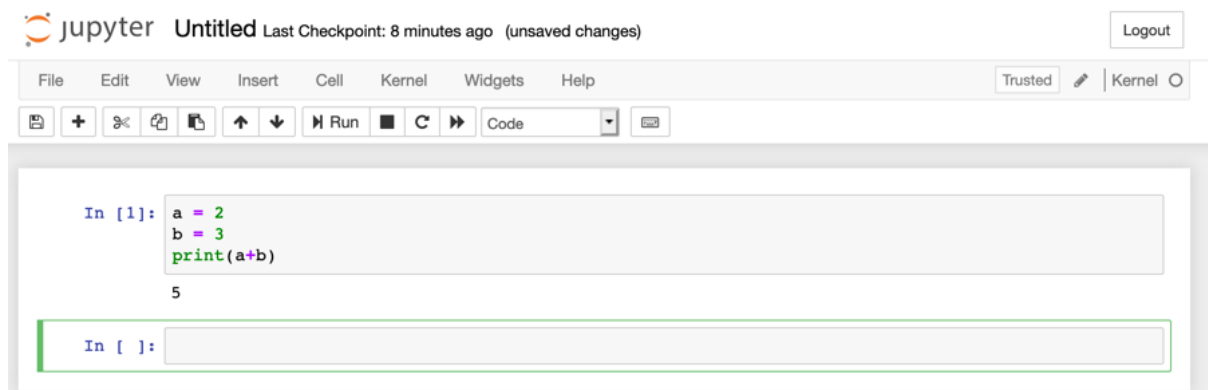 jupyter Untitled Last Checkpoint: 8 minutes ago (unsaved changes) Logout
File Edit View Insert Cell Kernel Widgets Help Trusted Kernel
Run Code
In [1]: a = 2
b = 3
print(a+b)
5
In [ ]: